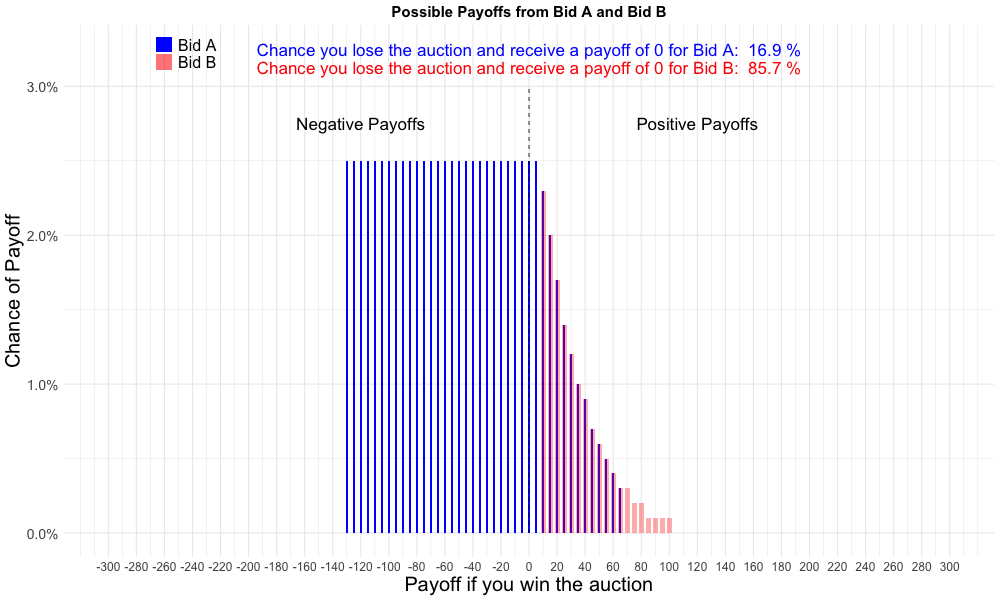 Possible Payoffs from Bid A and Bid B
Bid A
Bid B
Chance you lose the auction and receive a payoff of 0 for Bid A: 16.9 %
Chance you lose the auction and receive a payoff of 0 for Bid B: 85.7 %
Negative Payoffs
Positive Payoffs
Chance of Payoff
3.0%
2.0%
1.0%
0.0%
-300 -280 -260 -240 -220 -200 -180 -160 -140 -120 -100 -80 -60 -40 -20 0 20 40 60 80 100 120 140 160 180 200 220 240 260 280 300
Payoff if you win the auction